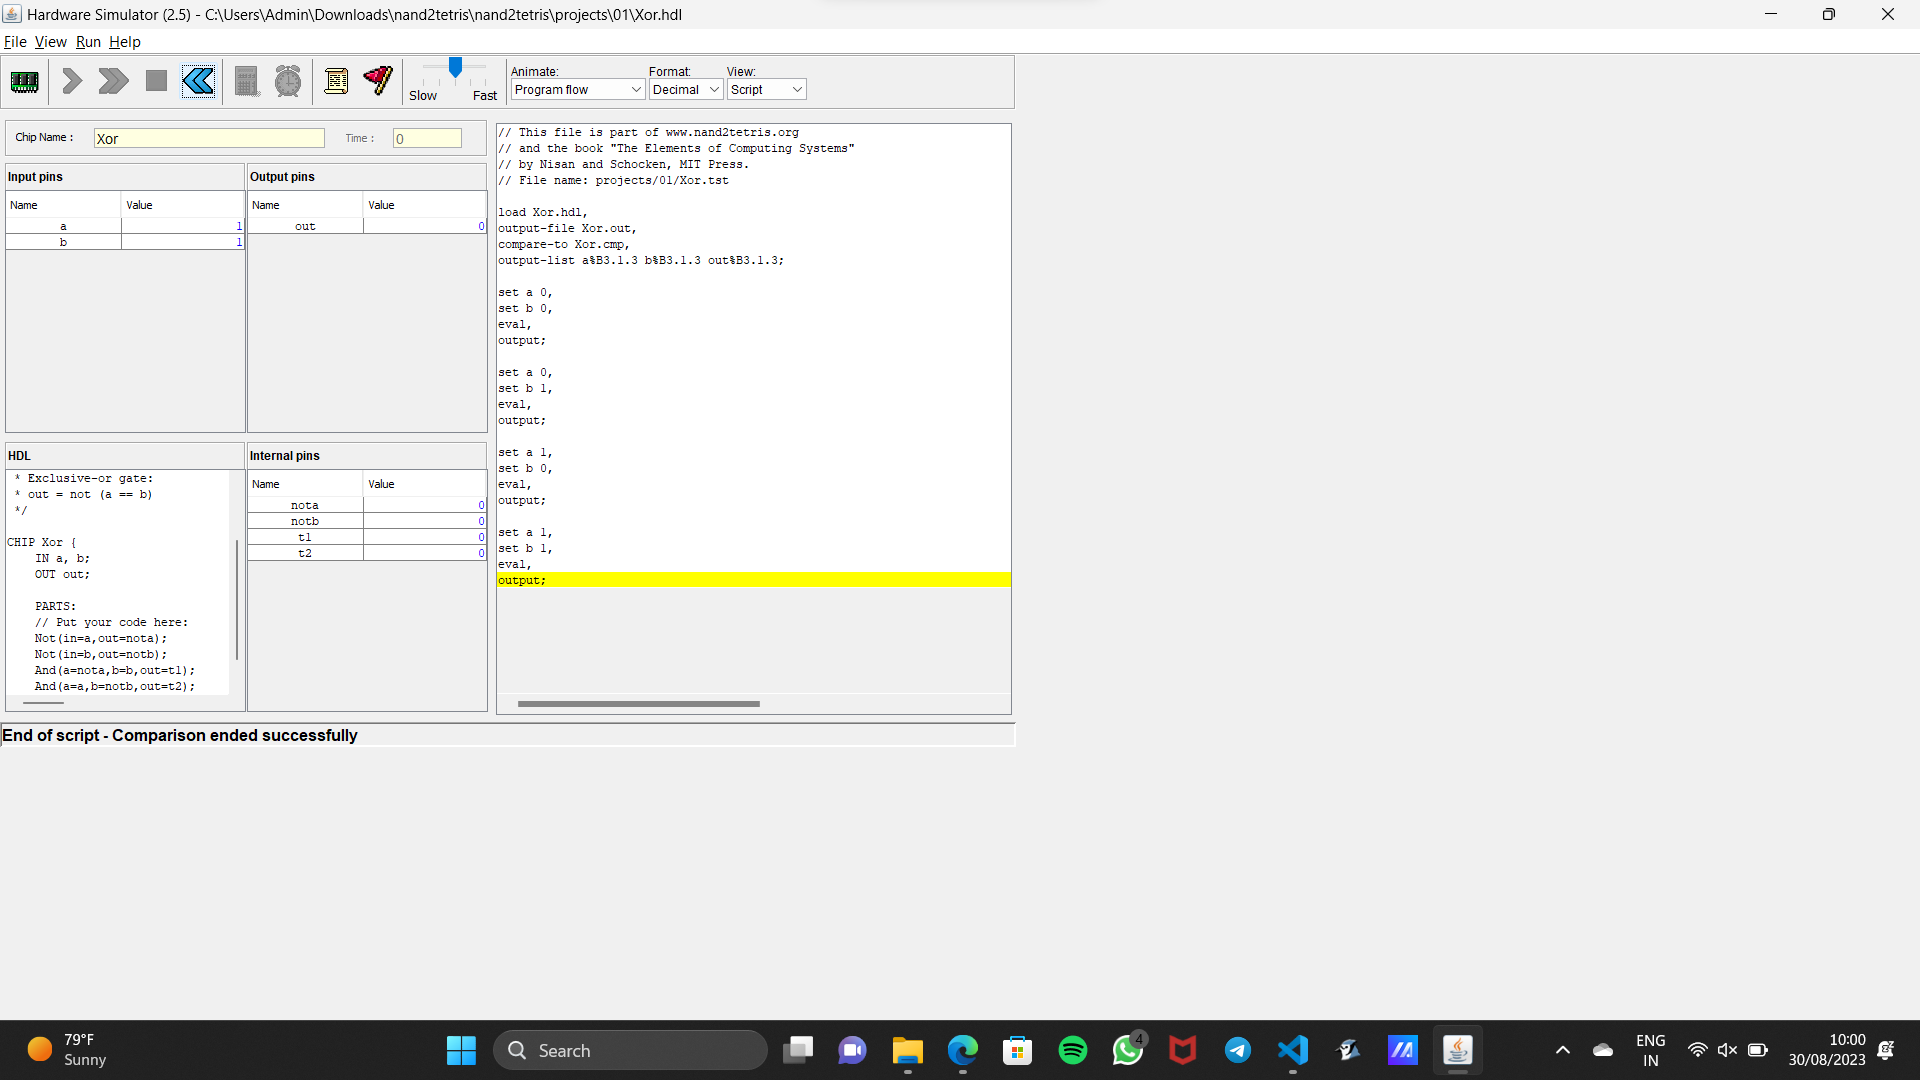 Hardware Simulator (2.5) - C:\Users\Admin\Downloads\nand2tetris\nand2tetris\projects\01\Xor.hdl
File View Run Help
Slow Fast
Animate: Format: View:
Program flow Decimal Script
Chip Name : Xor Time : 0
Input pins
Name Value
a 1
b 1
Output pins
Name Value
out 0
HDL
* Exclusive-or gate:
* out = not (a == b)
*/
CHIP Xor {
IN a, b;
OUT out;
PARTS:
// Put your code here:
Not(in=a,out=nota);
Not(in=b,out=notb);
And(a=nota,b=b,out=t1);
And(a=a,b=notb,out=t2);
Internal pins
Name Value
nota 0
notb 0
t1 0
t2 0
// This file is part of www.nand2tetris.org
// and the book "The Elements of Computing Systems"
// by Nisan and Schocken, MIT Press.
// File name: projects/01/Xor.tst
load Xor.hdl,
output-file Xor.out,
compare-to Xor.cmp,
output-list a%B3.1.3 b%B3.1.3 out%B3.1.3;
set a 0,
set b 0,
eval,
output;
set a 0,
set b 1,
eval,
output;
set a 1,
set b 0,
eval,
output;
set a 1,
set b 1,
eval,
output;
End of script - Comparison ended successfully
79°F
Sunny
Search
4
ENG
IN
10:00
30/08/2023